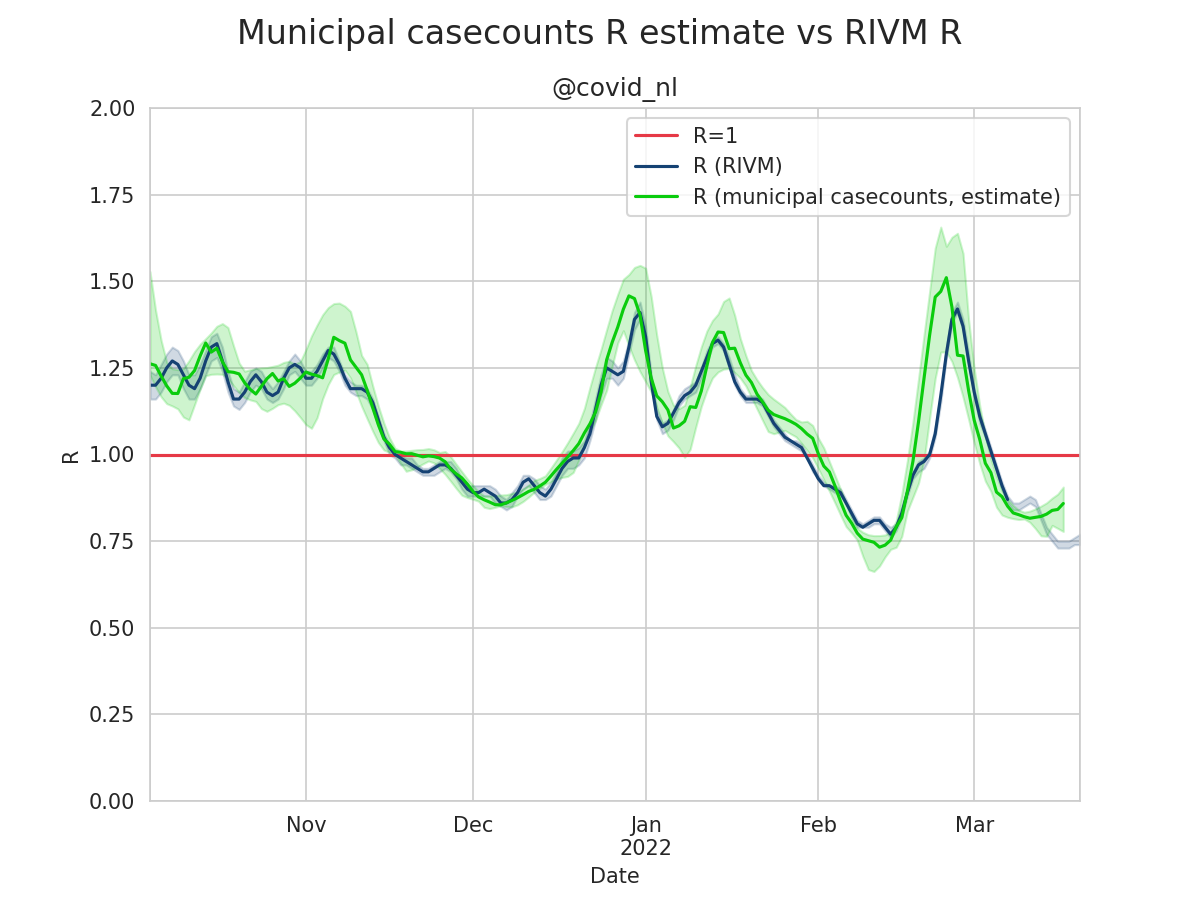 Municipal casecounts R estimate vs RIVM R
@covid_nl
R=1
R (RIVM)
R (municipal casecounts, estimate)
2.00
1.75
1.50
1.25
1.00
0.75
0.50
0.25
0.00
R
Nov
Dec
Jan
2022
Feb
Mar
Date